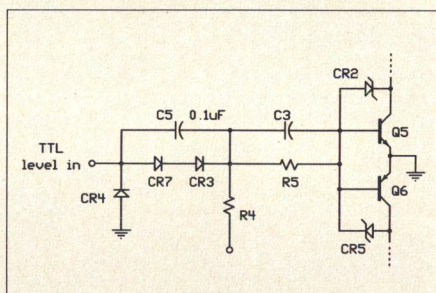 CR2
C5 0.1uF
C3
Q5
TTL
level in
CR7
CR3
R5
CR4
R4
Q6
CR5